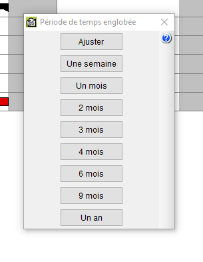 Période de temps englobée
Ajuster
Une semaine
Un mois
2 mois
3 mois
4 mois
6 mois
9 mois
Un an